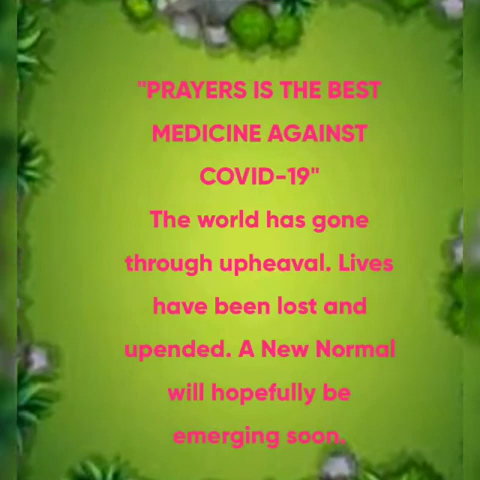 "PRAYERS IS THE BEST
MEDICINE AGAINST
COVID-19"
The world has gone
through upheaval. Lives
have been lost and
upended. A New Normal
will hopefully be
emerging soon.